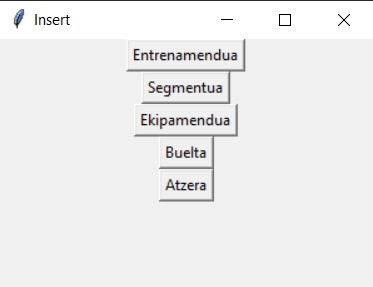 Insert
Entrenamendua
Segmentua
Ekipamendua
Buelta
Atzera